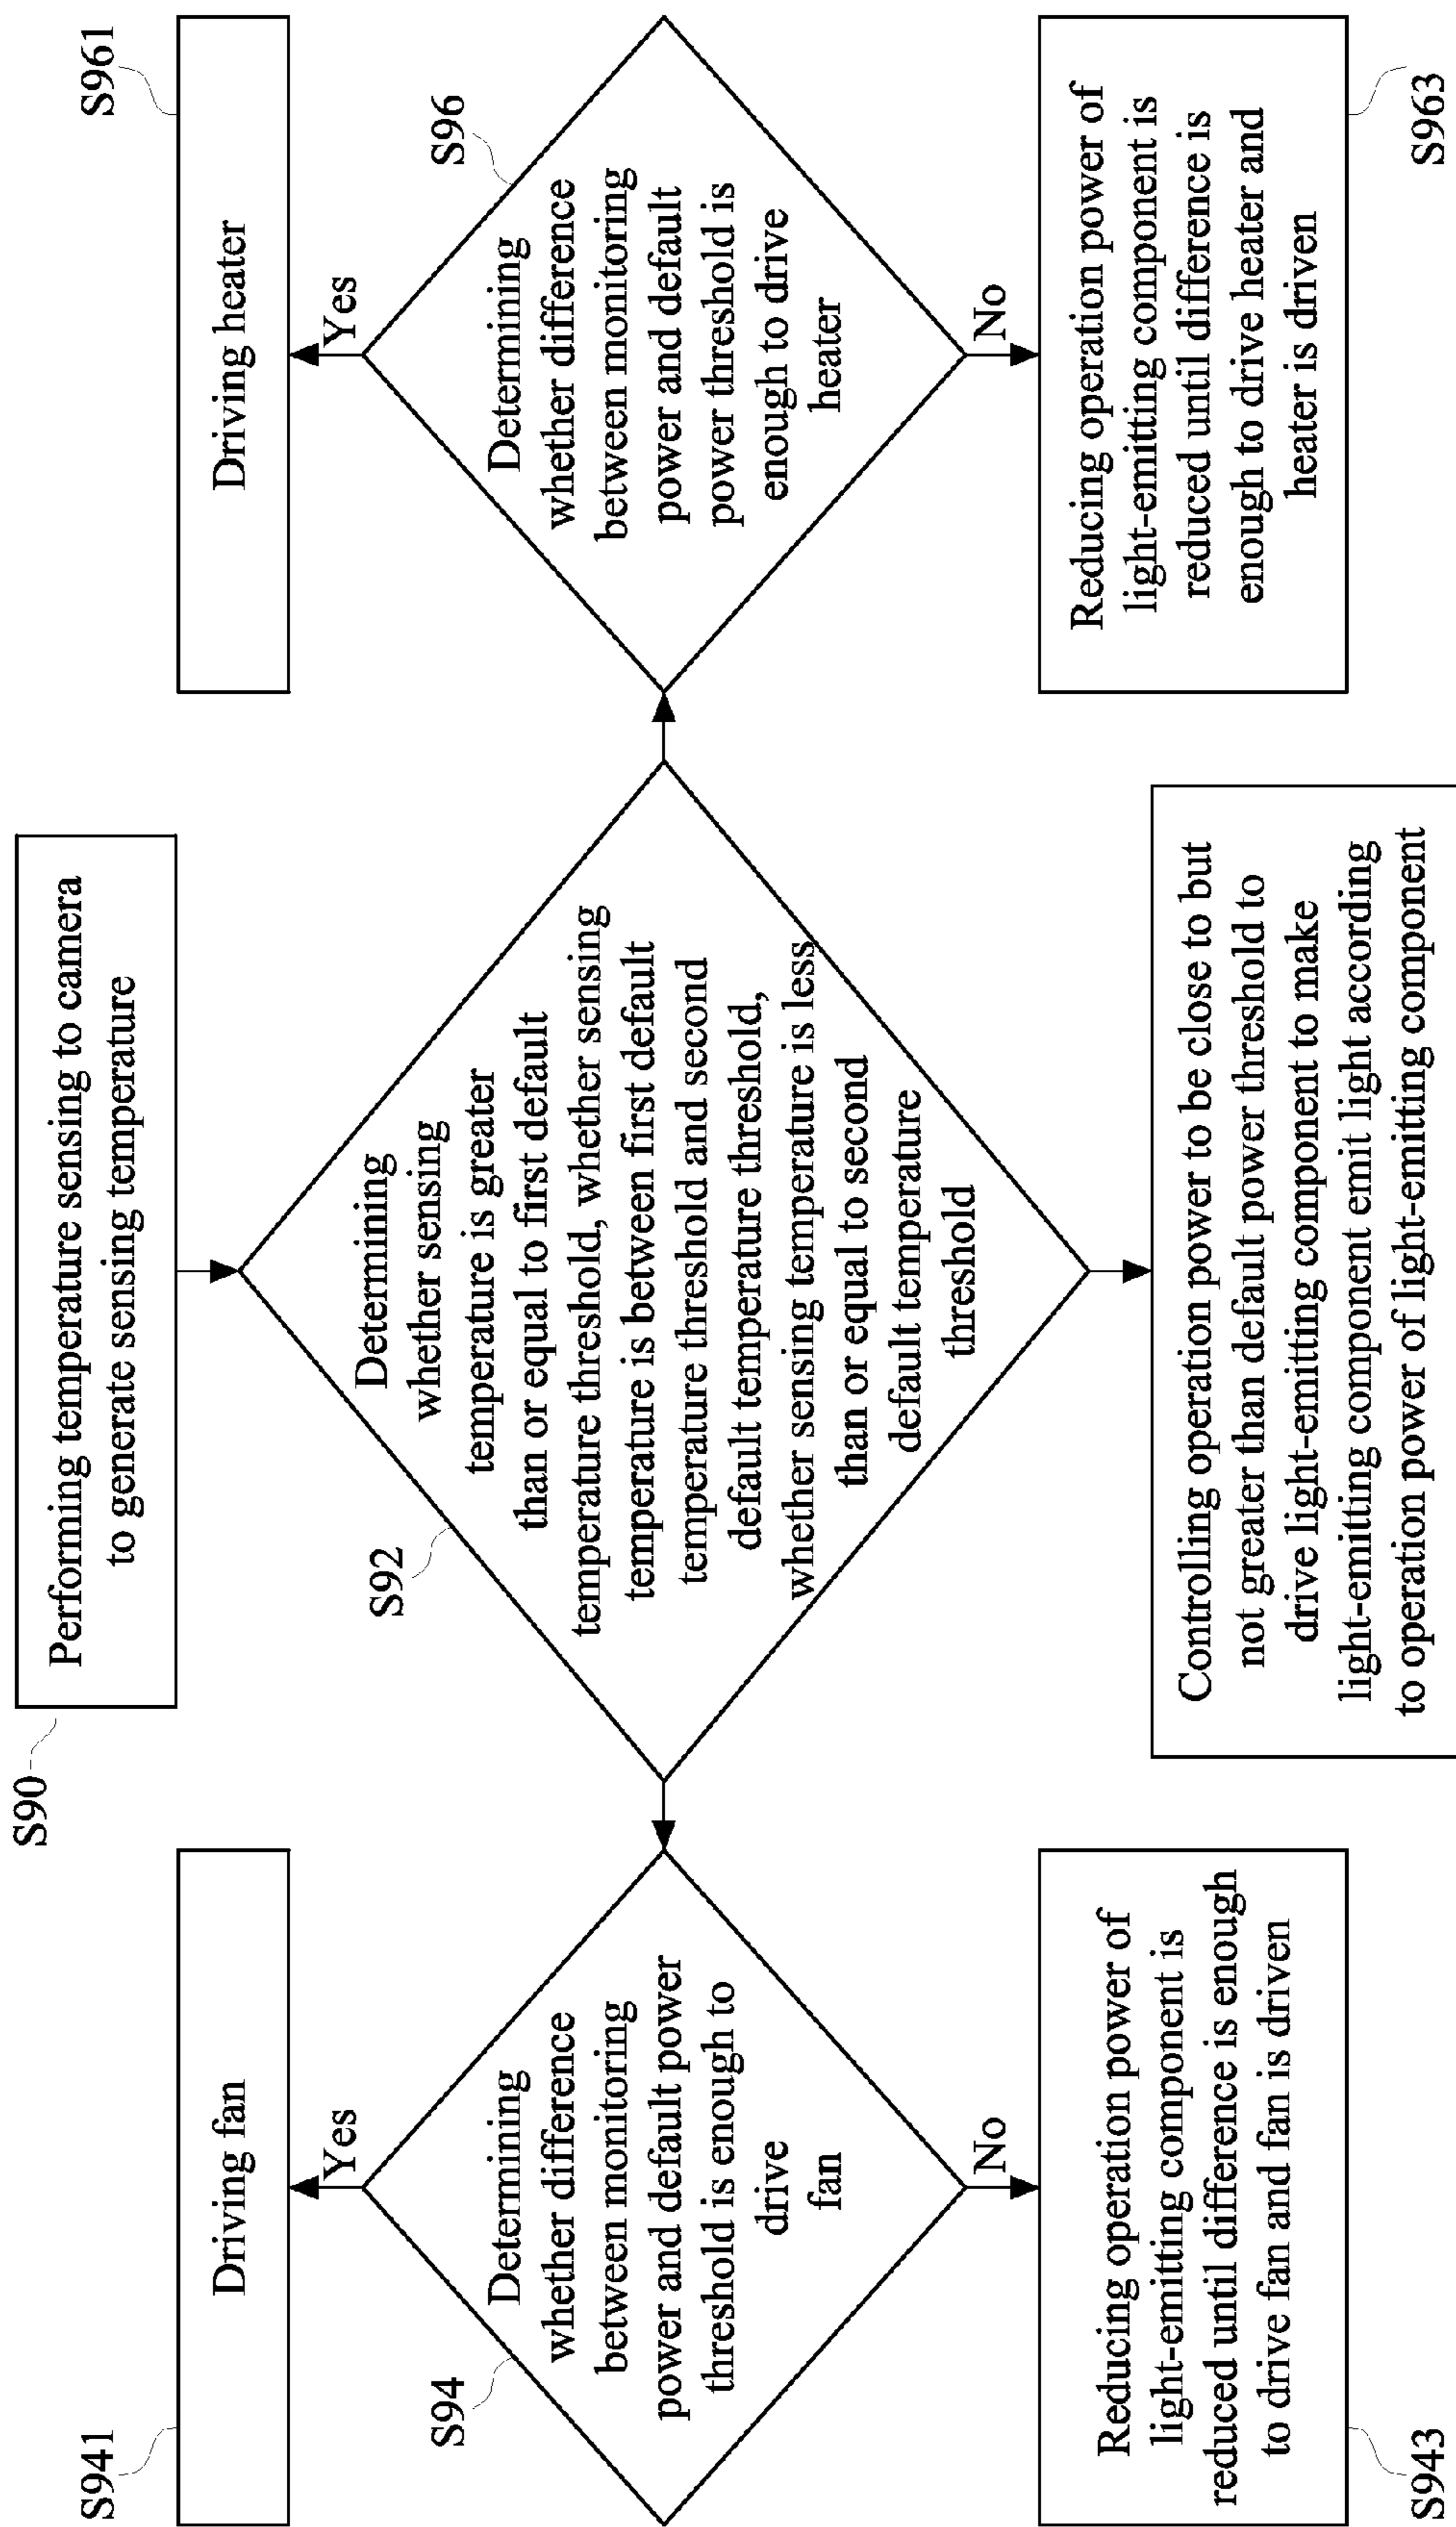 S90
Performing temperature sensing to camera
to generate sensing temperature
S92
Determining
whether sensing
temperature is greater
than or equal to first default
temperature threshold, whether sensing
temperature is between first default
temperature threshold and second
default temperature threshold,
whether sensing temperature is less
than or equal to second
default temperature
threshold
S941
Driving fan
Yes
S94
Determining
whether difference
between monitoring
power and default power
threshold is enough to
drive
fan
No
Reducing operation power of
light-emitting component is
reduced until difference is enough
to drive fan and fan is driven
S943
Controlling operation power to be close to but
not greater than default power threshold to
drive light-emitting component to make
light-emitting component emit light according
to operation power of light-emitting component
S961
Driving heater
Yes
S96
Determining
whether difference
between monitoring
power and default
power threshold is
enough to drive
heater
No
Reducing operation power of
light-emitting component is
reduced until difference is
enough to drive heater and
heater is driven
S963